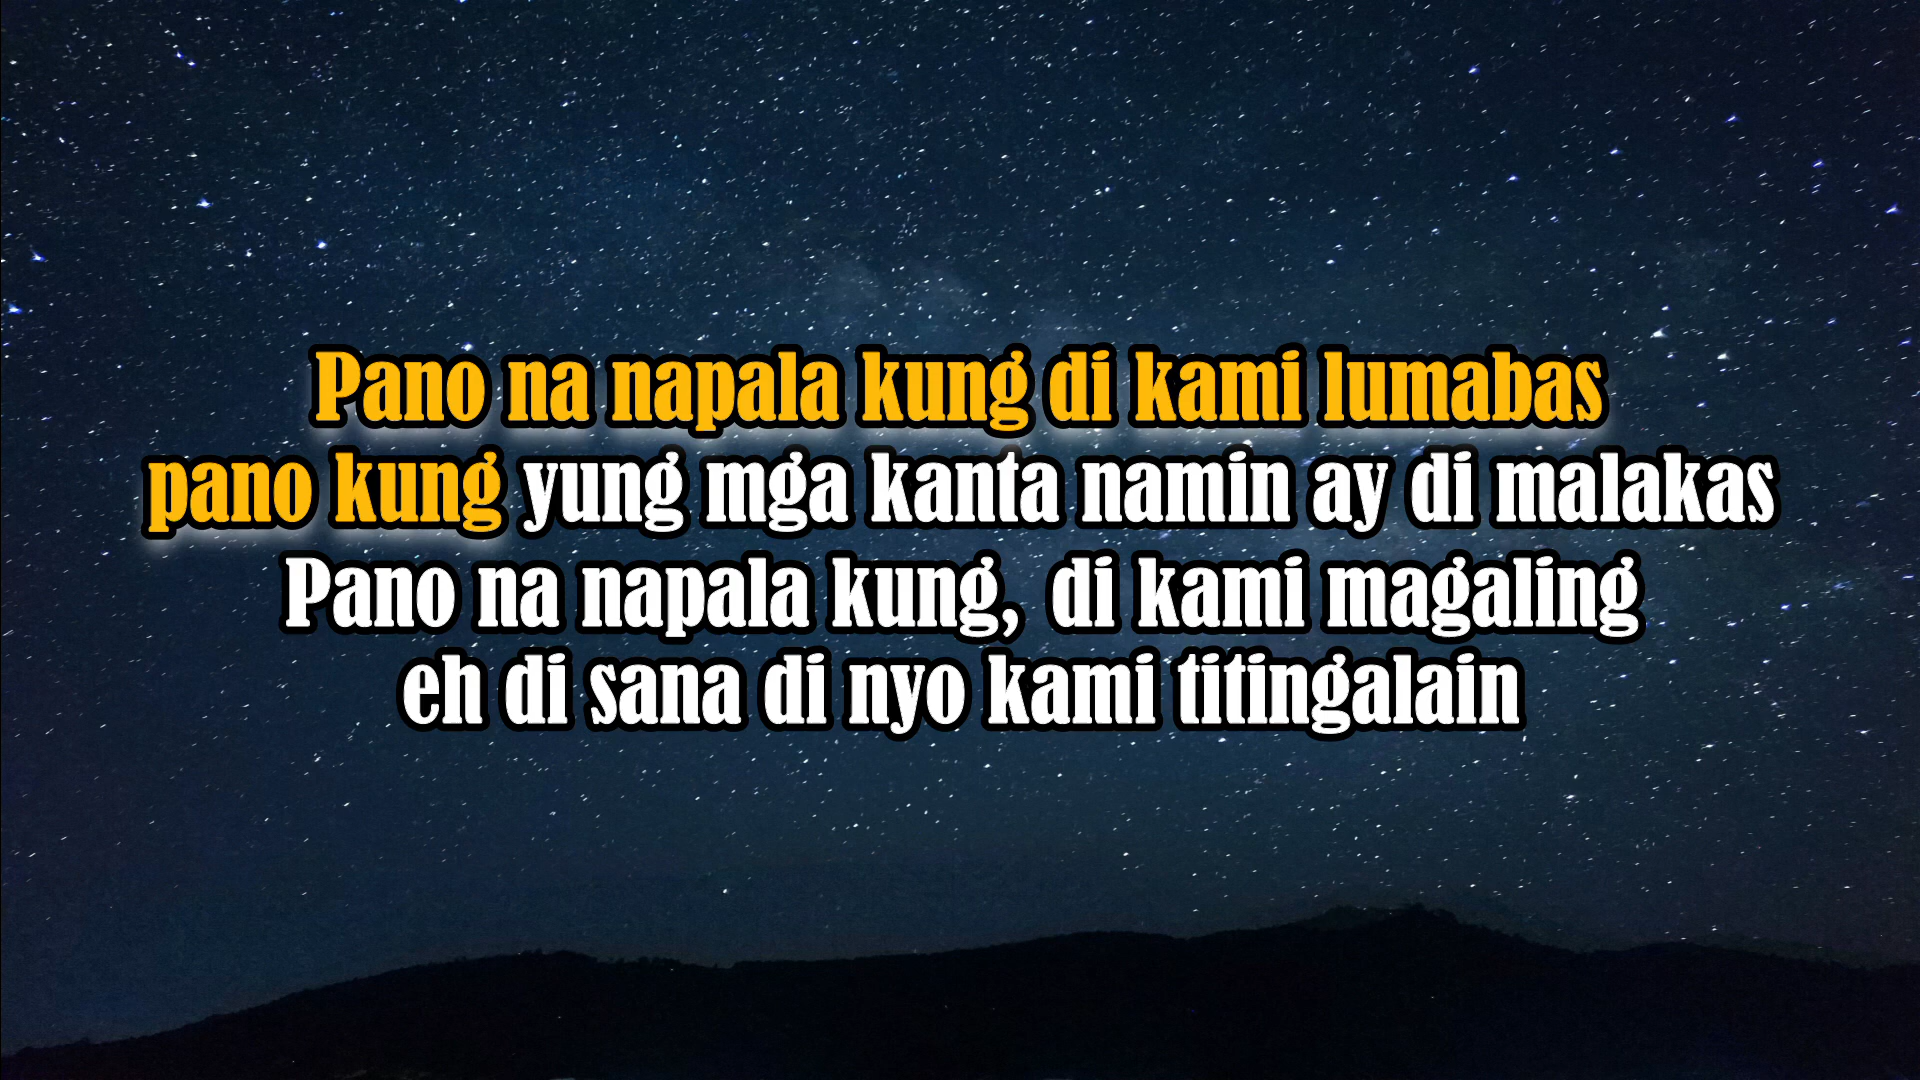 Pano na napala kung di kami lumabas
pano kung yung mga kanta namin ay di malakas
Pano na napala kung, di kami magaling
eh di sana di nyo kami titingalain